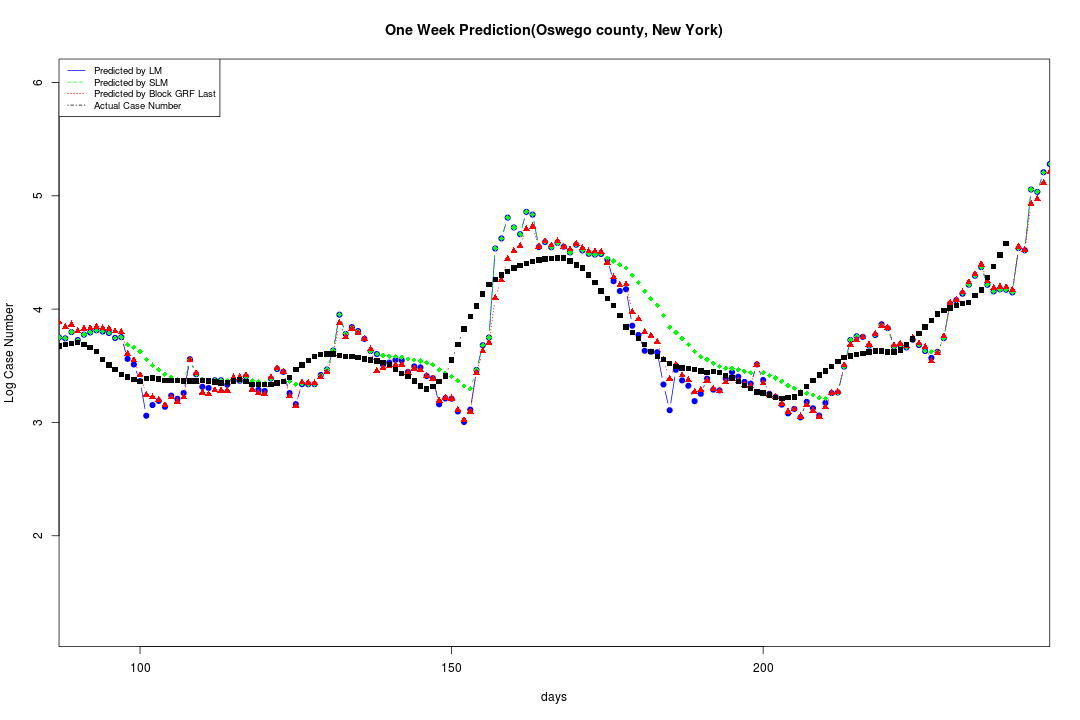 One Week Prediction(Oswego county, New York)
Predicted by LM
Predicted by SLM
Predicted by Block GRF Last
Actual Case Number
6
5
4
3
2
Log Case Number
100
150
200
days